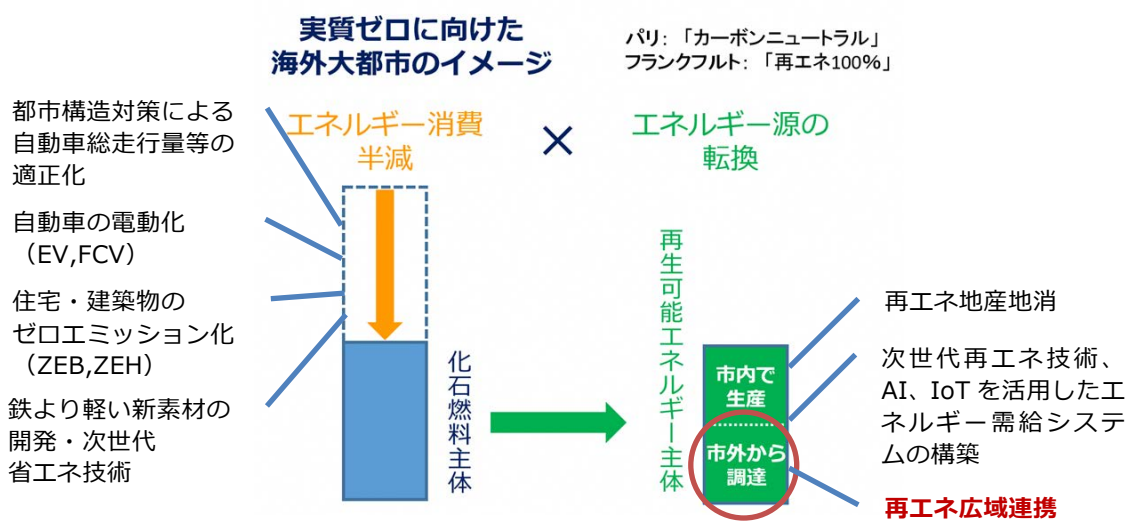 実質ゼロに向けた
海外大都市のイメージ
パリ：「カーボンニュートラル」
フランクフルト：「再エネ100％」
都市構造対策による
自動車総走行量等の
適正化
自動車の電動化
（EV,FCV）
住宅・建築物の
ゼロエミッション化
（ZEB,ZEH）
鉄より軽い新素材の
開発・次世代
省エネ技術
エネルギー消費
半減
×
エネルギー源の
転換
化石燃料主体
再生可能エネルギー主体
市内で
生産
市外から
調達
再エネ地産地消
次世代再エネ技術、
AI、IoT を活用したエ
ネルギー需給システ
ムの構築
再エネ広域連携